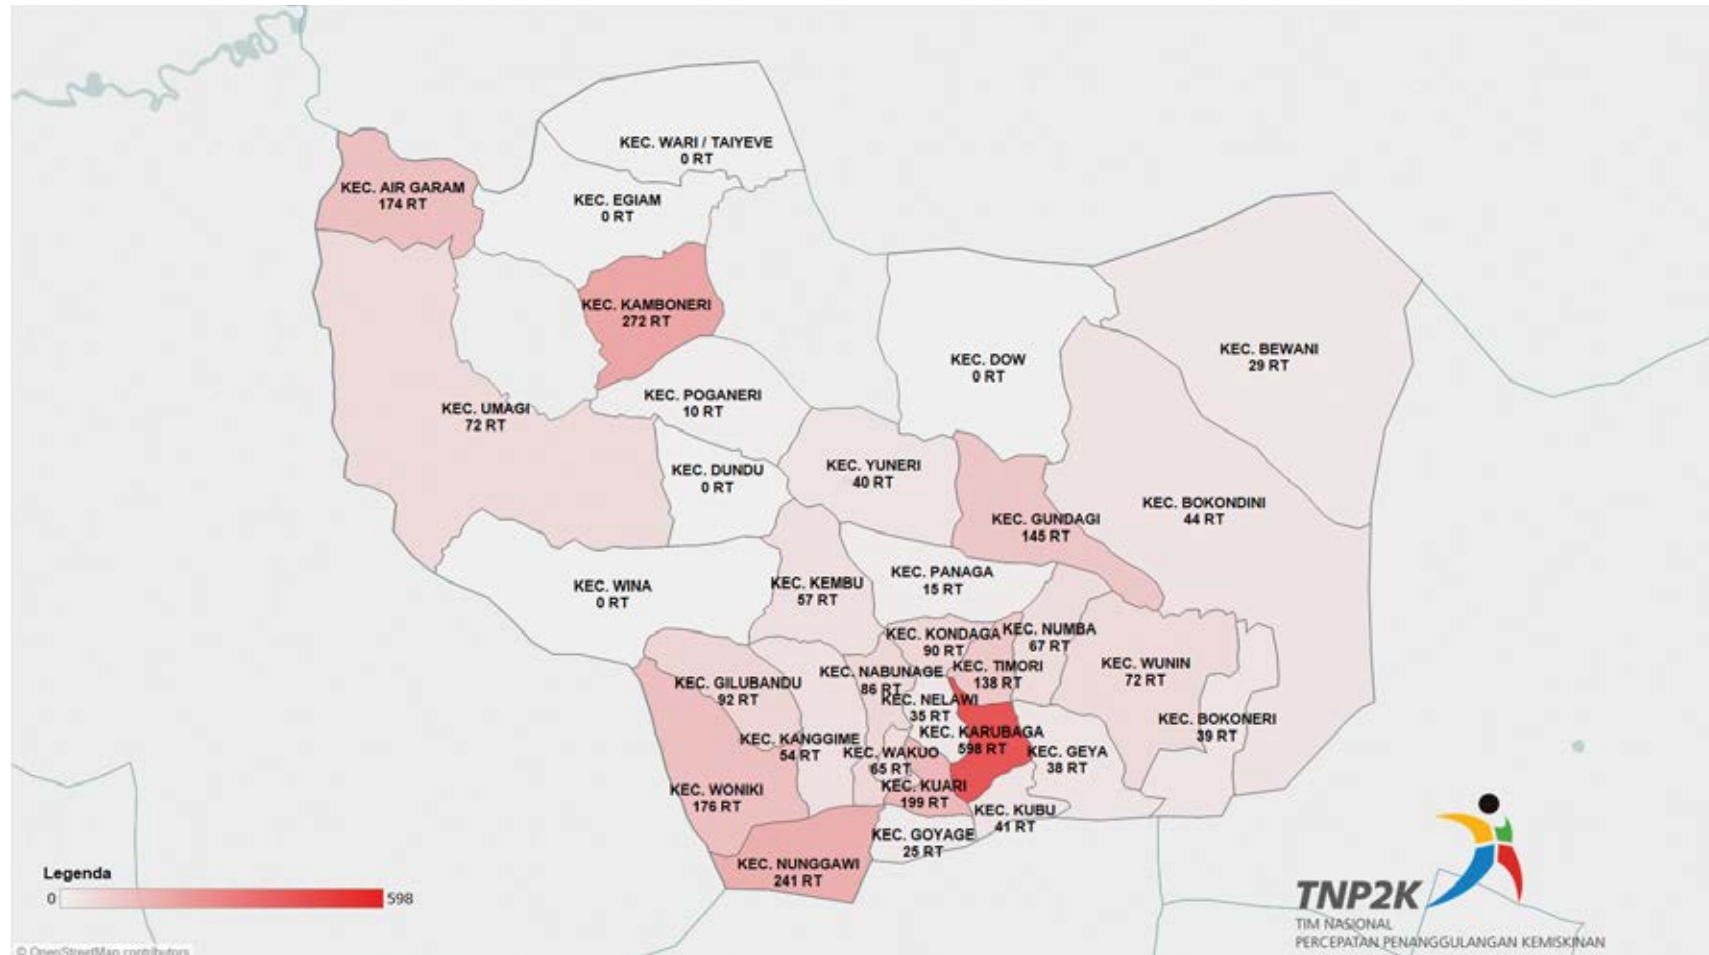 KEC. WARI / TAIYEVE
0 RT
KEC. AIR GARAM
174 RT
KEC. EGIAM
0 RT
KEC. KAMBONERI
272 RT
KEC. DOW
0 RT
KEC. BEWANI
29 RT
KEC. POGANERI
10 RT
KEC. UMAGI
72 RT
KEC. DUNDU
0 RT
KEC. YUNERI
40 RT
KEC. GUNDAGI
145 RT
KEC. BOKONDINI
44 RT
KEC. WINA
0 RT
KEC. KEMBU
57 RT
KEC. PANAGA
15 RT
KEC. KONDAGA
90 RT
KEC. NUMBA
67 RT
KEC. WUNIN
72 RT
KEC. TIMORI
138 RT
KEC. NABUNAGE
86 RT
KEC. GILUBANDU
92 RT
KEC. NELAWI
35 RT
KEC. BOKONERI
39 RT
KEC. KARUBAGA
598 RT
KEC. KANGGIME
54 RT
KEC. WAKUO
65 RT
KEC. GEYA
38 RT
KEC. WONIKI
176 RT
KEC. KUARI
199 RT
KEC. KUBU
41 RT
KEC. GOYAGE
25 RT
KEC. NUNGGAWI
241 RT
Legenda
0 598
TNP2K
TIM NASIONAL
PERCEPATAN PENANGGULANGAN KEMISKINAN
© OpenStreetMap contributors